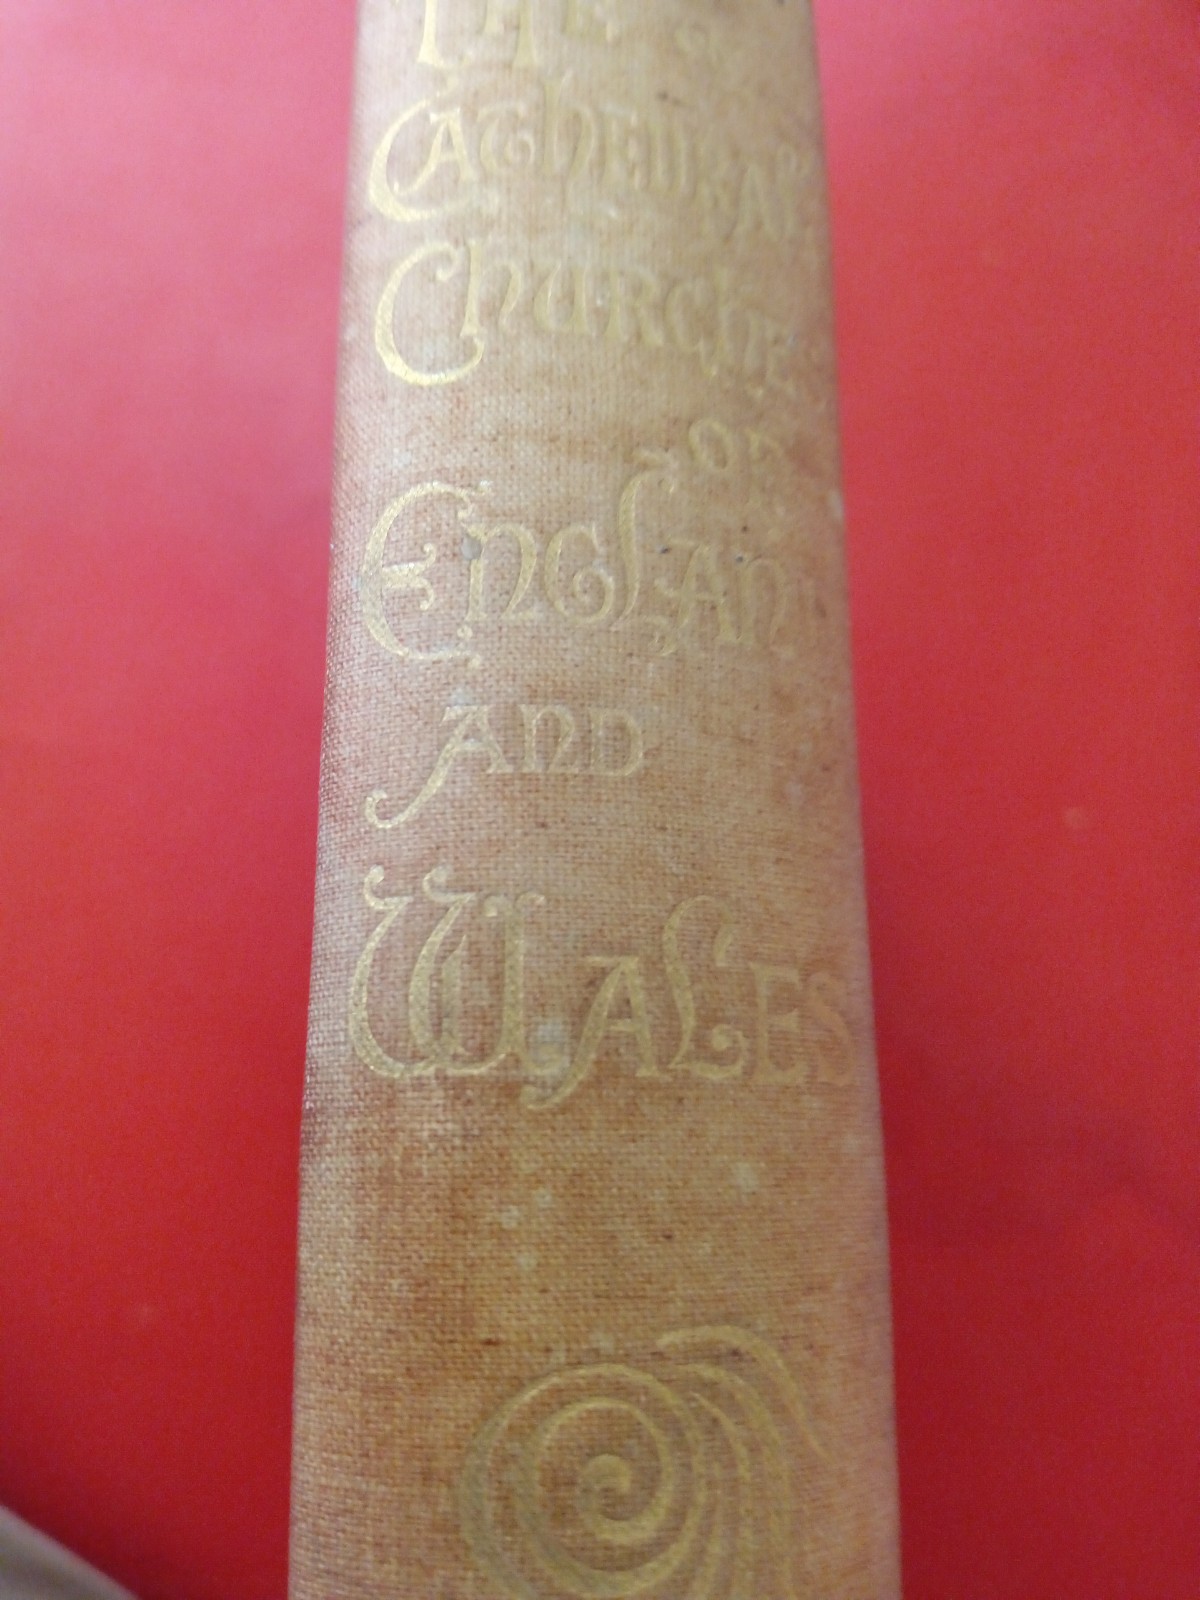 THE
CATHEDRAL
CHURCHES
OF
ENGLAND
AND
WALES